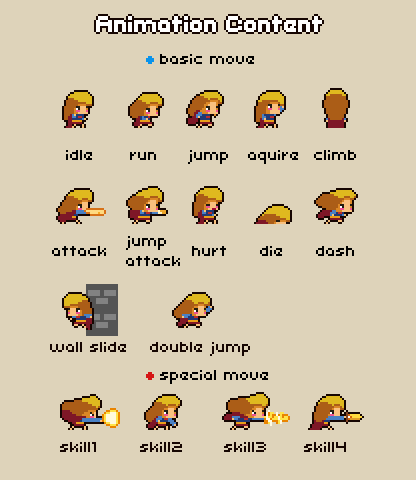 Animation Content
basic move
idle run jump aquire climb
attack jump attack hurt die dash
wall slide double jump
special move
skill1 skill2 skill3 skill4